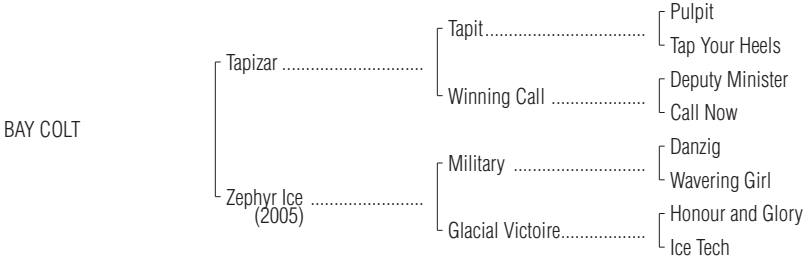 Pulpit
Tapit
Tap Your Heels
Tapizar
Deputy Minister
Winning Call
Call Now
BAY COLT
Danzig
Military
Wavering Girl
Zephyr Ice
(2005)
Honour and Glory
Glacial Victoire
Ice Tech